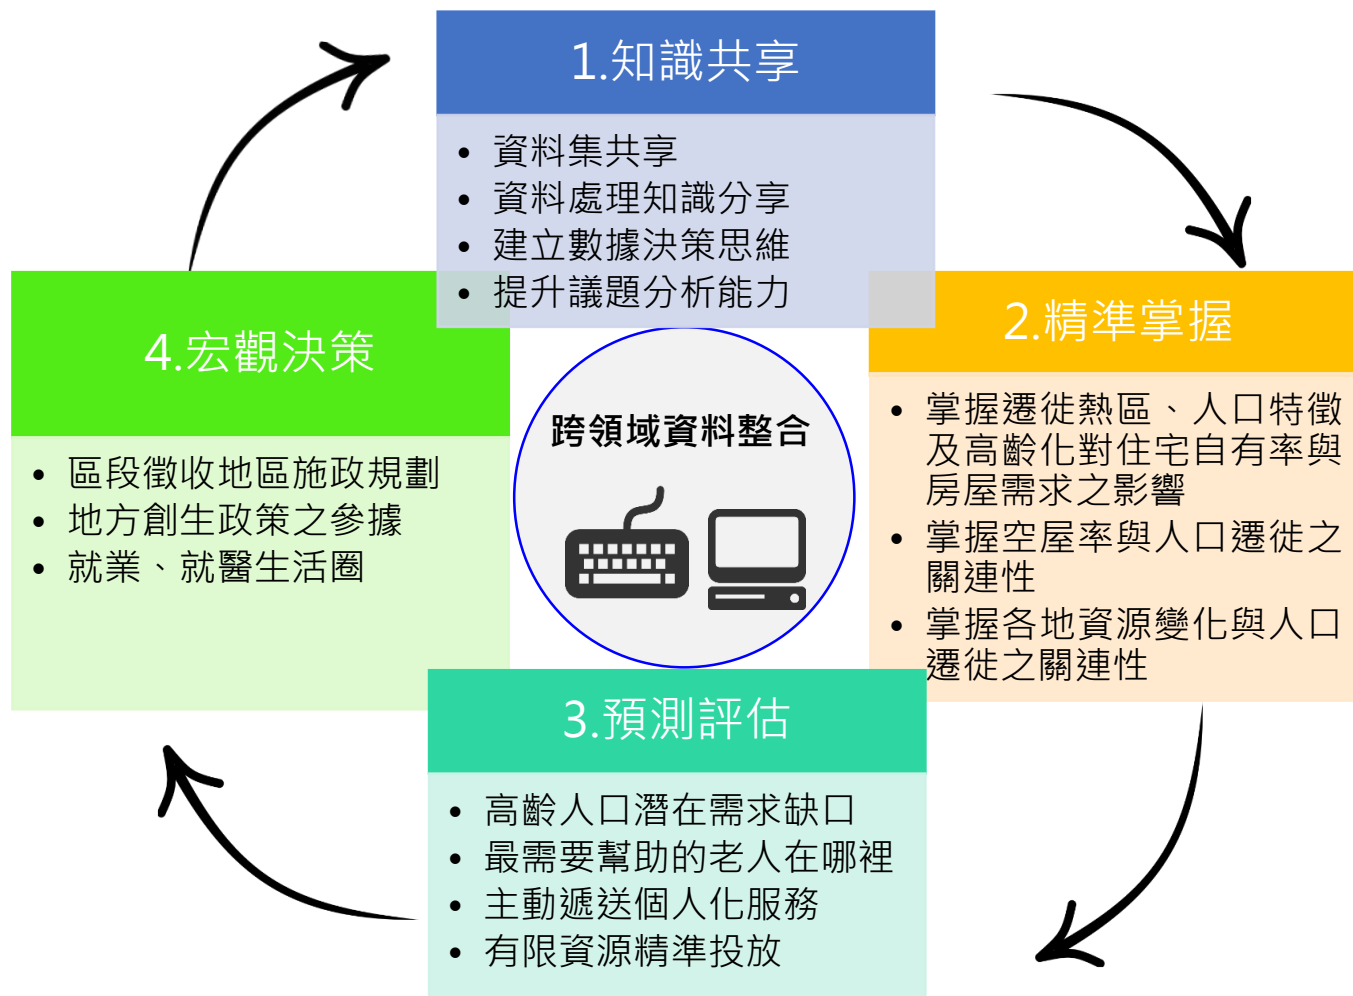 1.知識共享
• 資料集共享
• 資料處理知識分享
• 建立數據決策思維
• 提升議題分析能力
2.精準掌握
• 掌握遷徙熱區、人口特徵
及高齡化對住宅自有率與
房屋需求之影響
• 掌握空屋率與人口遷徙之
關連性
• 掌握各地資源變化與人口
遷徙之關連性
3.預測評估
• 高齡人口潛在需求缺口
• 最需要幫助的老人在哪裡
• 主動遞送個人化服務
• 有限資源精準投放
4.宏觀決策
• 區段徵收地區施政規劃
• 地方創生政策之參據
• 就業、就醫生活圈
跨領域資料整合